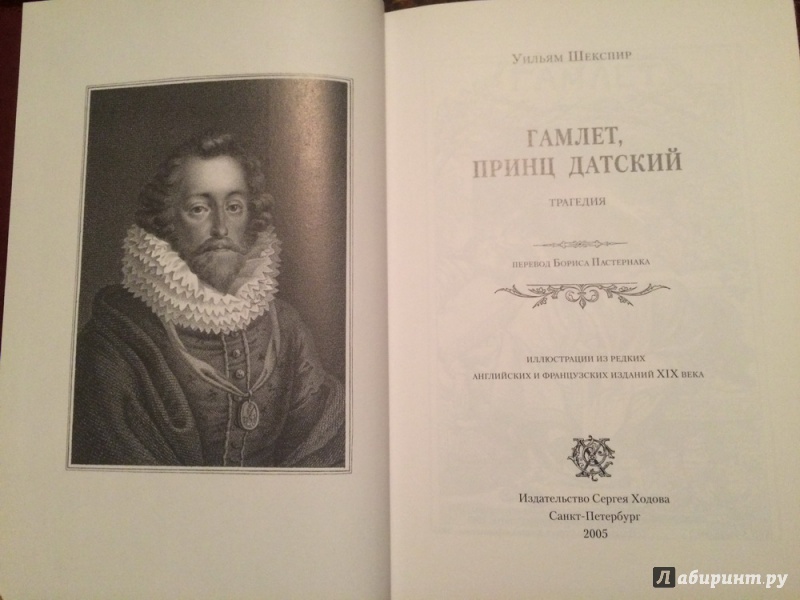 Уильям Шекспир
ГАМЛЕТ,
ПРИНЦ ДАТСКИЙ
ТРАГЕДИЯ
ПЕРЕВОД БОРИСА ПАСТЕРНАКА
ИЛЛЮСТРАЦИИ ИЗ РЕДКИХ
АНГЛИЙСКИХ И ФРАНЦУЗСКИХ ИЗДАНИЙ XIX ВЕКА
Издательство Сергея Ходова
Санкт-Петербург
2005
Лабиринт.ру